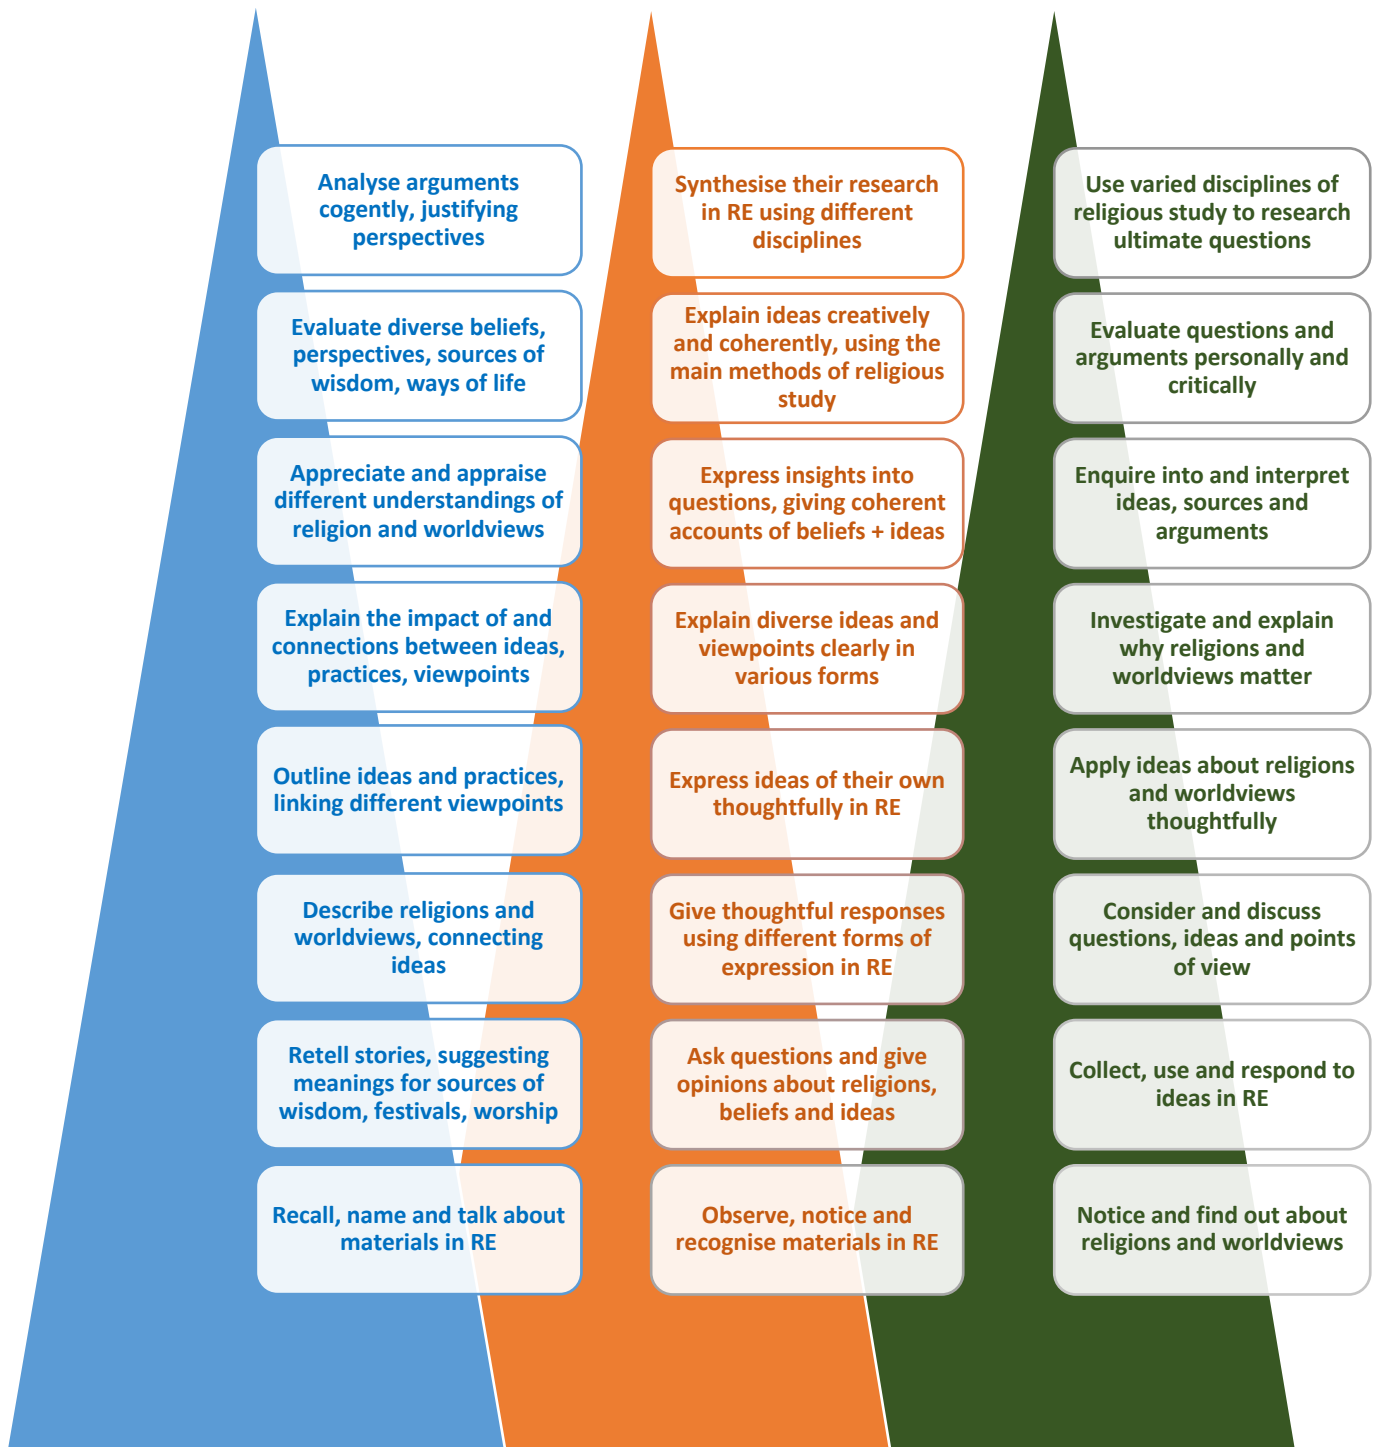 Analyse arguments
cogently, justifying
perspectives
Evaluate diverse beliefs,
perspectives, sources of
wisdom, ways of life
Appreciate and appraise
different understandings of
religion and worldviews
Explain the impact of and
connections between ideas,
practices, viewpoints
Outline ideas and practices,
linking different viewpoints
Describe religions and
worldviews, connecting
ideas
Retell stories, suggesting
meanings for sources of
wisdom, festivals, worship
Recall, name and talk about
materials in RE
Synthesise their research
in RE using different
disciplines
Explain ideas creatively
and coherently, using the
main methods of religious
study
Express insights into
questions, giving coherent
accounts of beliefs + ideas
Explain diverse ideas and
viewpoints clearly in
various forms
Express ideas of their own
thoughtfully in RE
Give thoughtful responses
using different forms of
expression in RE
Ask questions and give
opinions about religions,
beliefs and ideas
Observe, notice and
recognise materials in RE
Use varied disciplines of
religious study to research
ultimate questions
Evaluate questions and
arguments personally and
critically
Enquire into and interpret
ideas, sources and
arguments
Investigate and explain
why religions and
worldviews matter
Apply ideas about religions
and worldviews
thoughtfully
Consider and discuss
questions, ideas and points
of view
Collect, use and respond to
ideas in RE
Notice and find out about
religions and worldviews